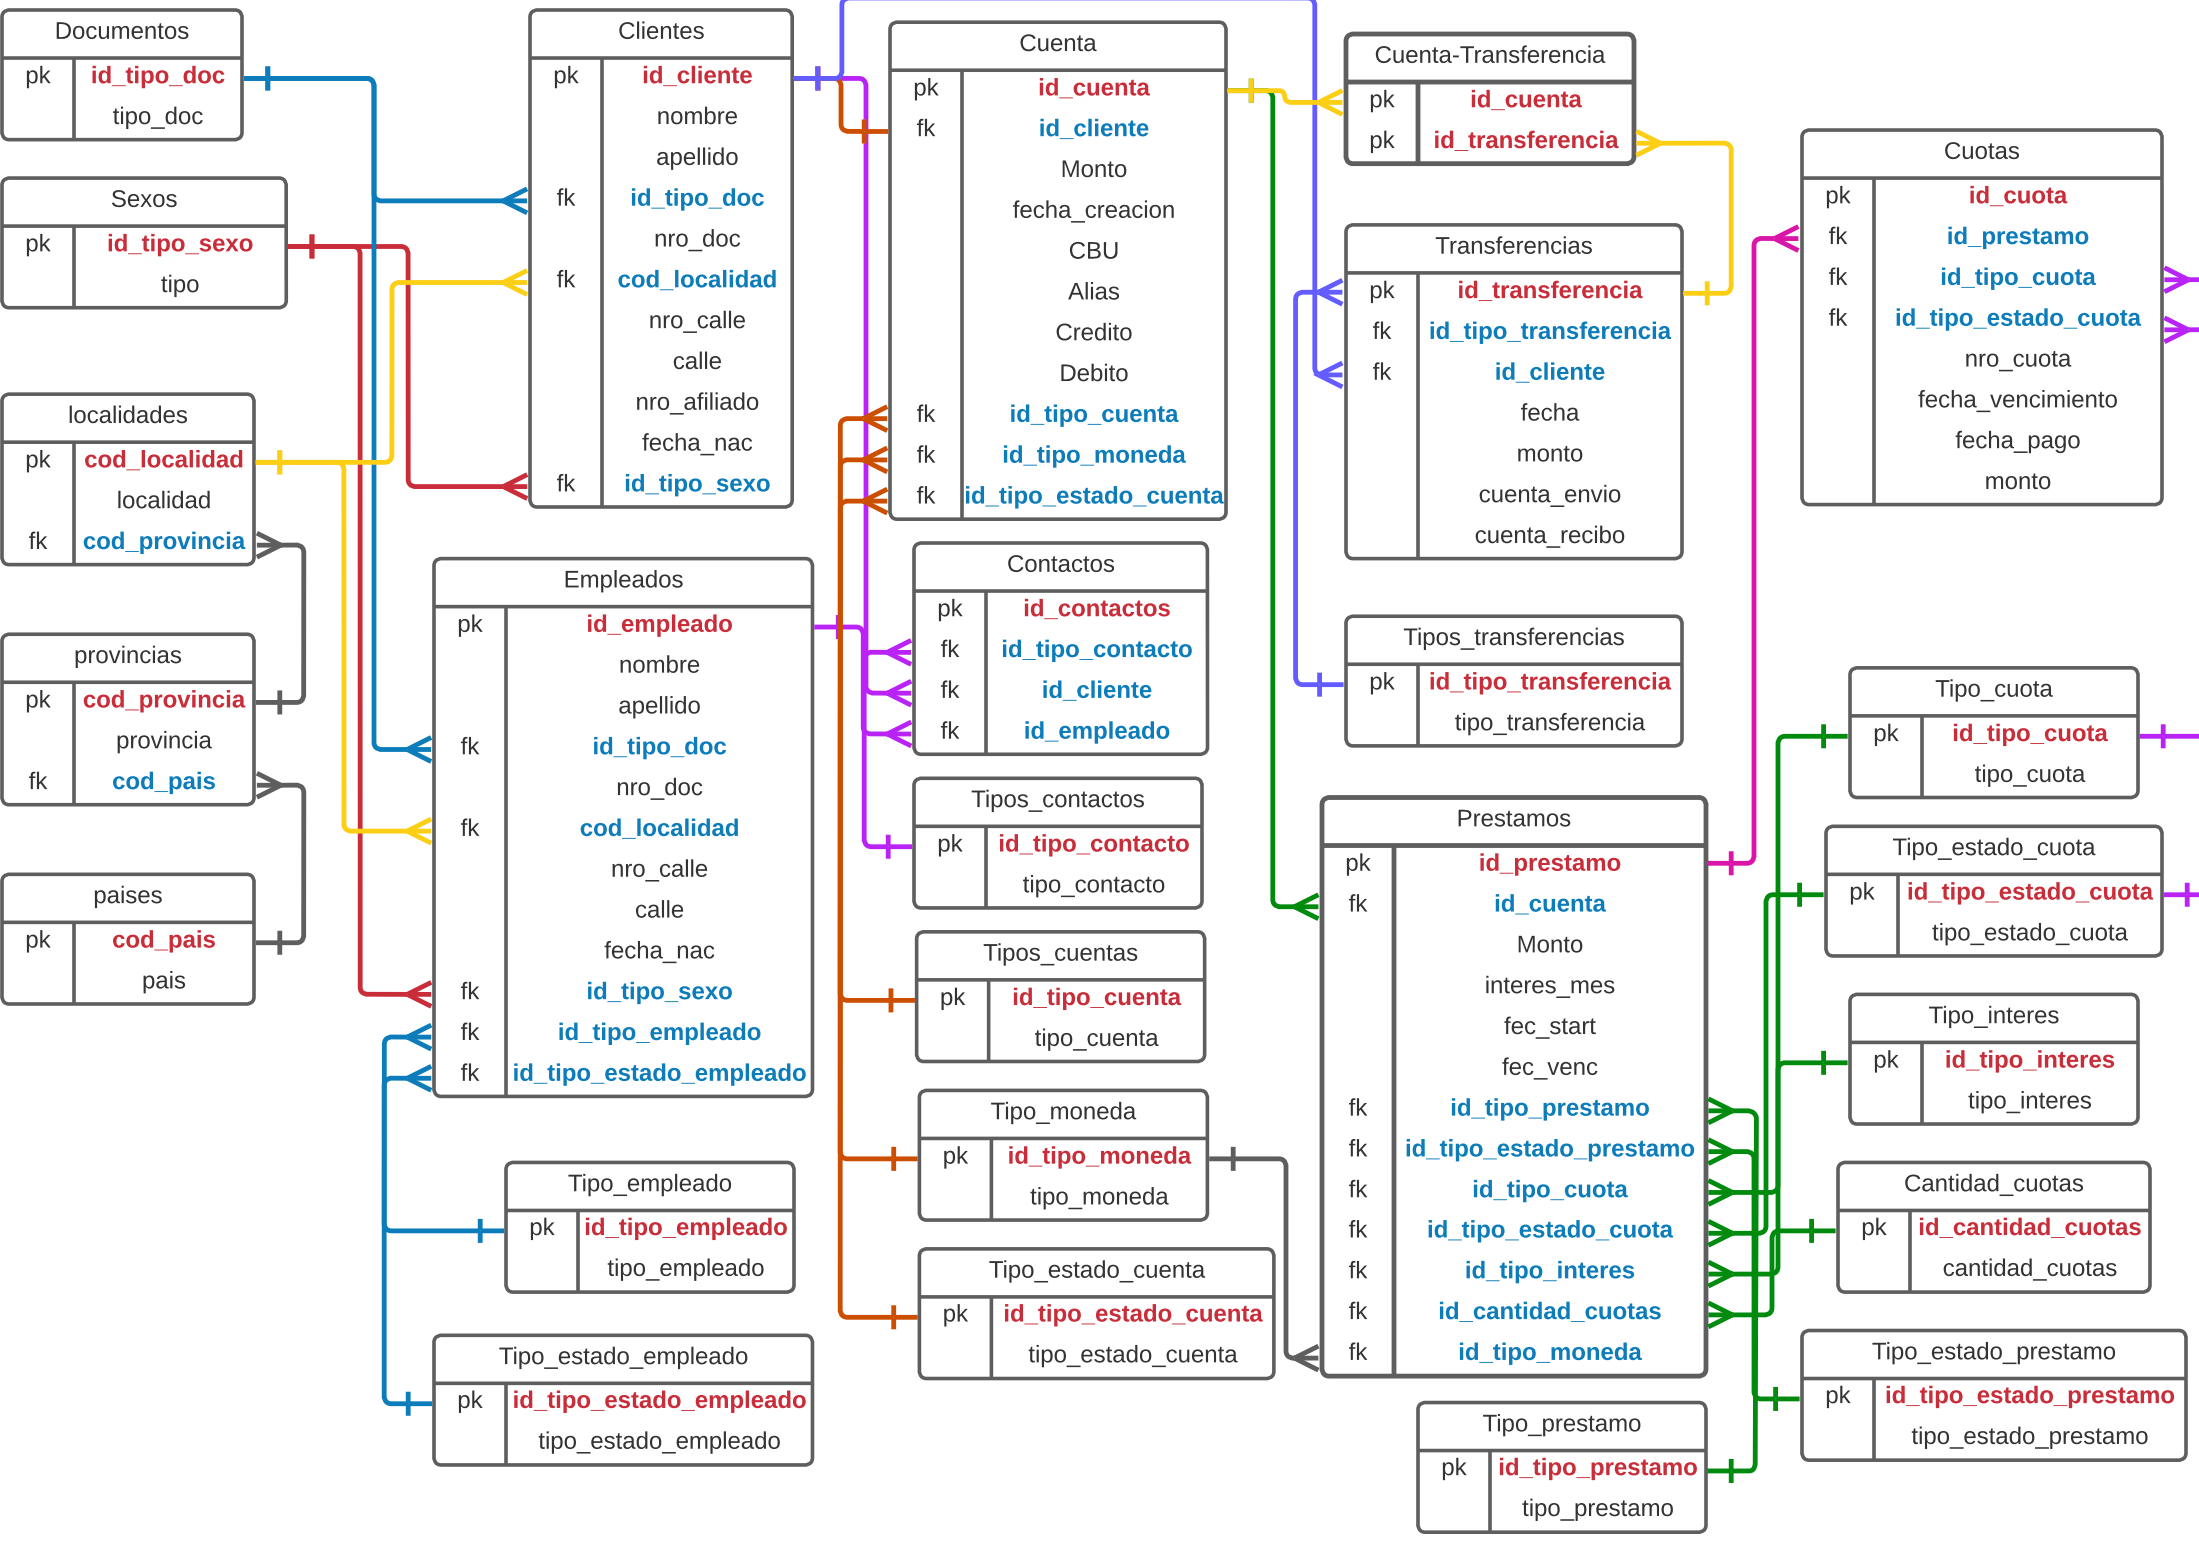 Documentos
pk id_tipo_doc
tipo_doc
Sexos
pk id_tipo_sexo
tipo
localidades
pk cod_localidad
localidad
fk cod_provincia
provincias
pk cod_provincia
provincia
fk cod_pais
paises
pk cod_pais
pais
Clientes
pk id_cliente
nombre
apellido
fk id_tipo_doc
nro_doc
fk cod_localidad
nro_calle
calle
nro_afiliado
fecha_nac
fk id_tipo_sexo
Empleados
pk id_empleado
nombre
apellido
fk id_tipo_doc
nro_doc
fk cod_localidad
nro_calle
calle
fecha_nac
fk id_tipo_sexo
fk id_tipo_empleado
fk id_tipo_estado_empleado
Tipo_empleado
pk id_tipo_empleado
tipo_empleado
Tipo_estado_empleado
pk id_tipo_estado_empleado
tipo_estado_empleado
Cuenta
pk id_cuenta
fk id_cliente
Monto
fecha_creacion
CBU
Alias
Credito
Debito
fk id_tipo_cuenta
fk id_tipo_moneda
fk id_tipo_estado_cuenta
Contactos
pk id_contactos
fk id_tipo_contacto
fk id_cliente
fk id_empleado
Tipos_contactos
pk id_tipo_contacto
tipo_contacto
Tipos_cuentas
pk id_tipo_cuenta
tipo_cuenta
Tipo_moneda
pk id_tipo_moneda
tipo_moneda
Tipo_estado_cuenta
pk id_tipo_estado_cuenta
tipo_estado_cuenta
Cuenta-Transferencia
pk id_cuenta
pk id_transferencia
Transferencias
pk id_transferencia
fk id_tipo_transferencia
fk id_cliente
fecha
monto
cuenta_envio
cuenta_recibo
Tipos_transferencias
pk id_tipo_transferencia
tipo_transferencia
Prestamos
pk id_prestamo
fk id_cuenta
Monto
interes_mes
fec_start
fec_venc
fk id_tipo_prestamo
fk id_tipo_estado_prestamo
fk id_tipo_cuota
fk id_tipo_estado_cuota
fk id_tipo_interes
fk id_cantidad_cuotas
fk id_tipo_moneda
Tipo_prestamo
pk id_tipo_prestamo
tipo_prestamo
Cuotas
pk id_cuota
fk id_prestamo
fk id_tipo_cuota
fk id_tipo_estado_cuota
nro_cuota
fecha_vencimiento
fecha_pago
monto
Tipo_cuota
pk id_tipo_cuota
tipo_cuota
Tipo_estado_cuota
pk id_tipo_estado_cuota
tipo_estado_cuota
Tipo_interes
pk id_tipo_interes
tipo_interes
Cantidad_cuotas
pk id_cantidad_cuotas
cantidad_cuotas
Tipo_estado_prestamo
pk id_tipo_estado_prestamo
tipo_estado_prestamo